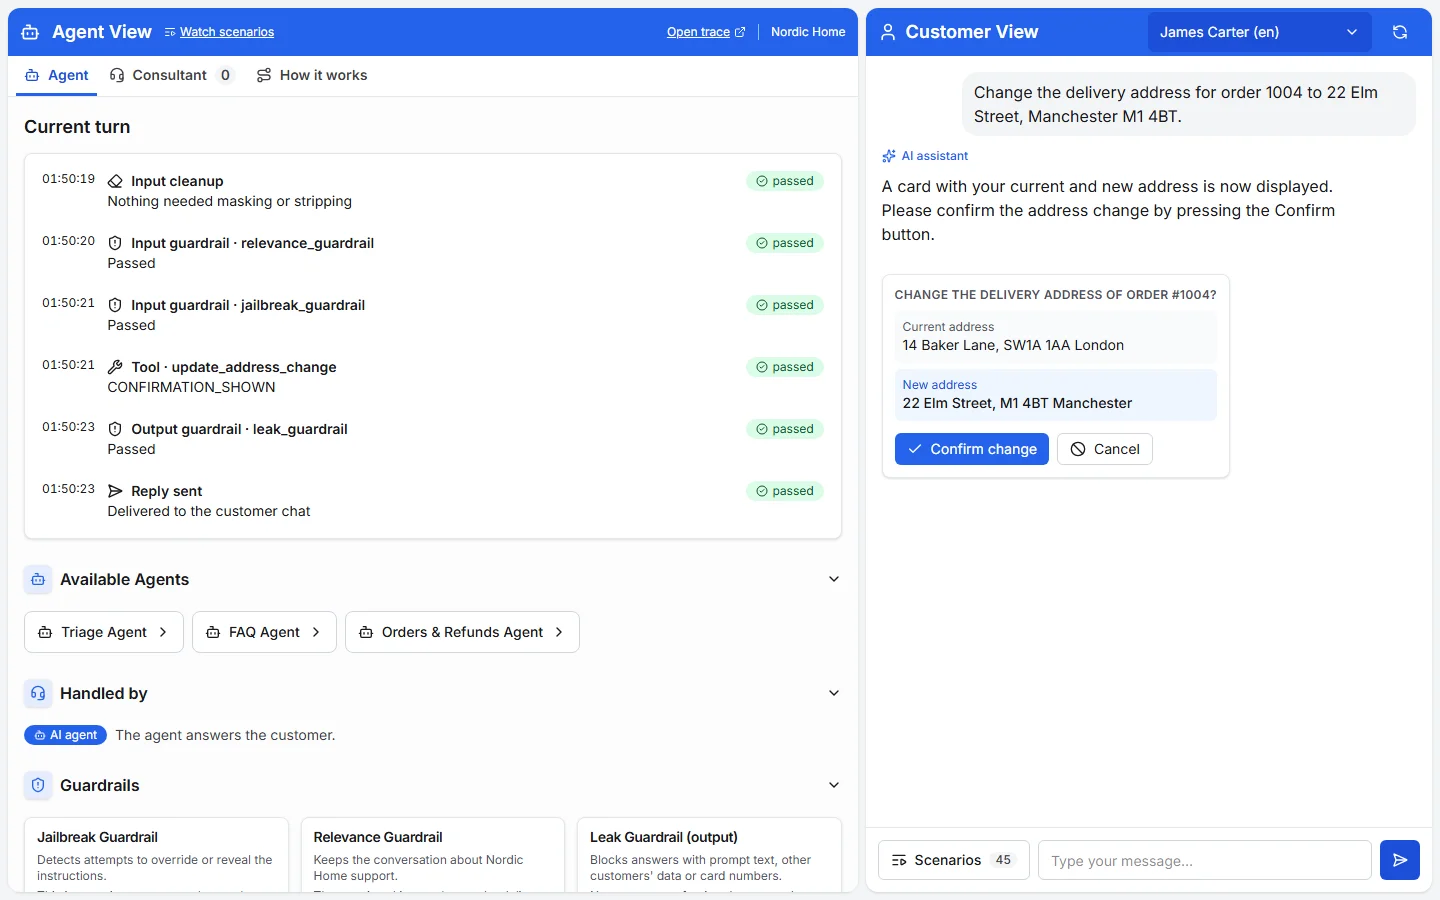 Agent View
Watch scenarios
Open trace
Nordic Home
Agent
Consultant 0
How it works
Current turn
01:50:19 Input cleanup passed
Nothing needed masking or stripping
01:50:20 Input guardrail · relevance_guardrail passed
Passed
01:50:21 Input guardrail · jailbreak_guardrail passed
Passed
01:50:21 Tool · update_address_change passed
CONFIRMATION_SHOWN
01:50:23 Output guardrail · leak_guardrail passed
Passed
01:50:23 Reply sent passed
Delivered to the customer chat
Available Agents
Triage Agent
FAQ Agent
Orders & Refunds Agent
Handled by
AI agent The agent answers the customer.
Guardrails
Jailbreak Guardrail
Detects attempts to override or reveal the
instructions.
Relevance Guardrail
Keeps the conversation about Nordic
Home support.
Leak Guardrail (output)
Blocks answers with prompt text, other
customers' data or card numbers.
Customer View
James Carter (en)
Change the delivery address for order 1004 to 22 Elm
Street, Manchester M1 4BT.
AI assistant
A card with your current and new address is now displayed.
Please confirm the address change by pressing the Confirm
button.
CHANGE THE DELIVERY ADDRESS OF ORDER #1004?
Current address
14 Baker Lane, SW1A 1AA London
New address
22 Elm Street, M1 4BT Manchester
Confirm change
Cancel
Scenarios 45
Type your message...